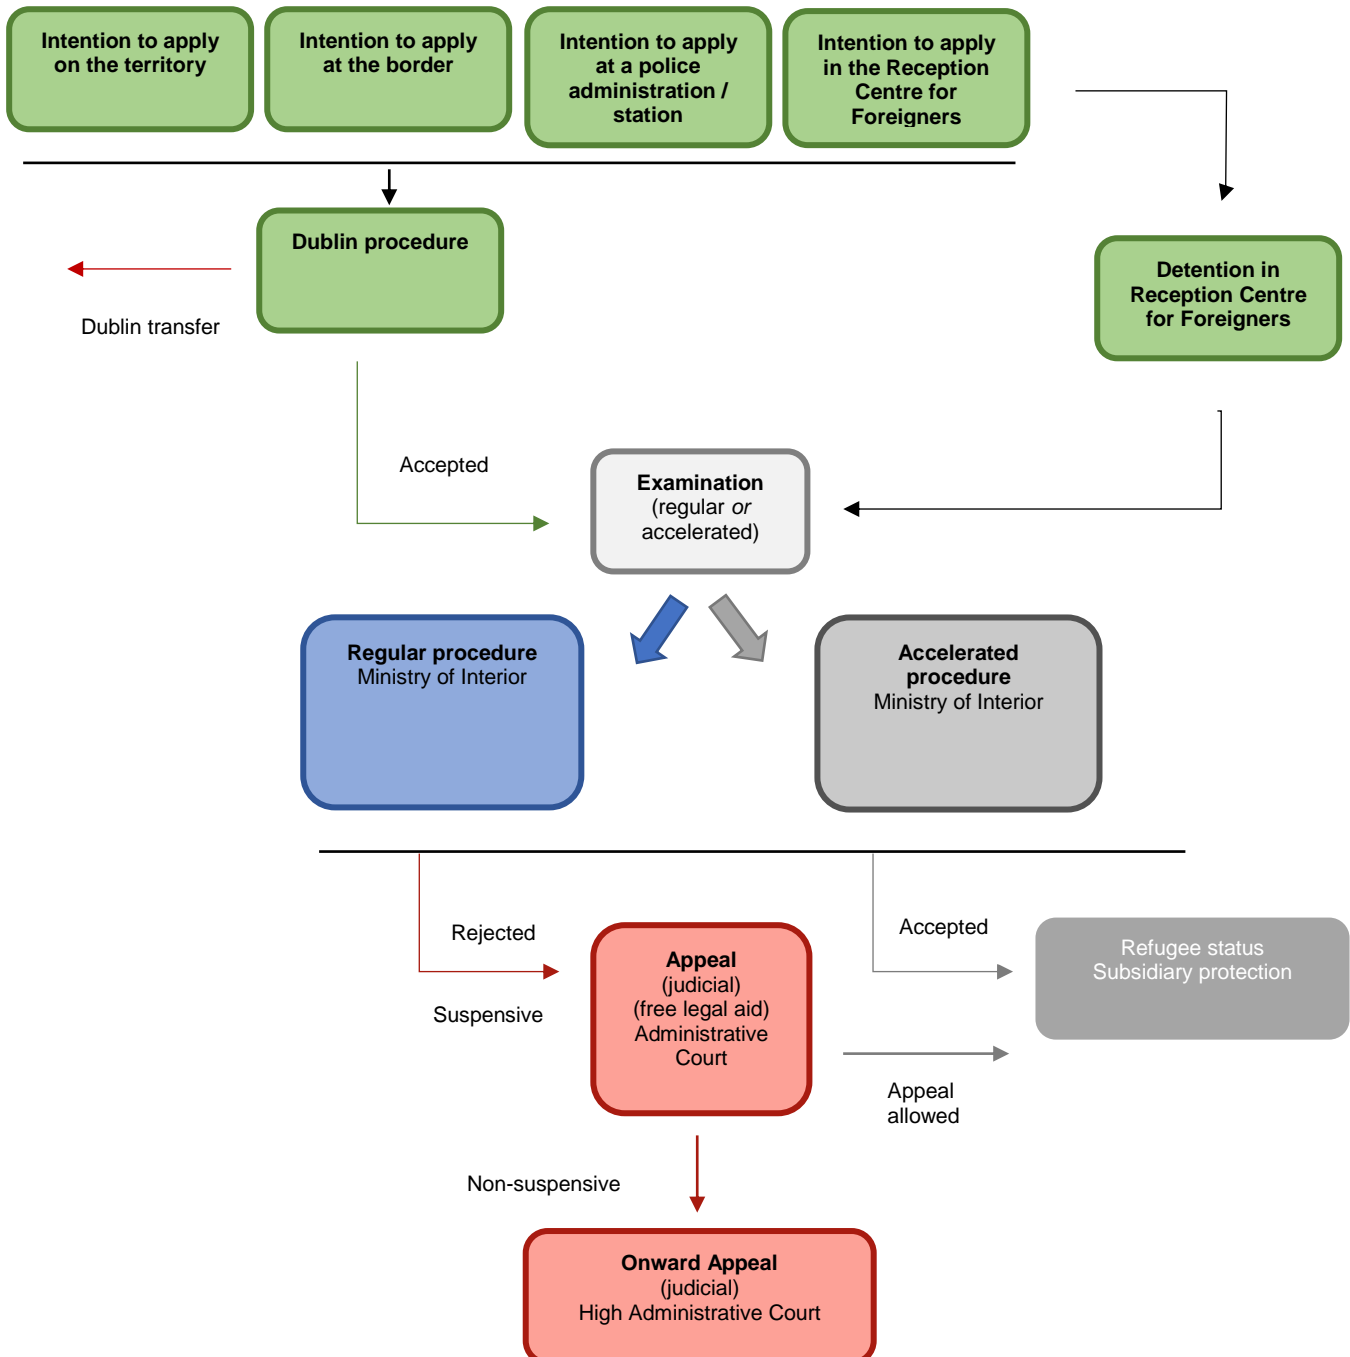 Intention to apply
on the territory
Intention to apply
at the border
Intention to apply
at a police
administration /
station
Intention to apply
in the Reception
Centre for
Foreigners
Dublin procedure
Dublin transfer
Detention in
Reception Centre
for Foreigners
Accepted
Examination
(regular or
accelerated)
Regular procedure
Ministry of Interior
Accelerated
procedure
Ministry of Interior
Rejected
Suspensive
Appeal
(judicial)
(free legal aid)
Administrative
Court
Accepted
Refugee status
Subsidiary protection
Appeal
allowed
Non-suspensive
Onward Appeal
(judicial)
High Administrative Court